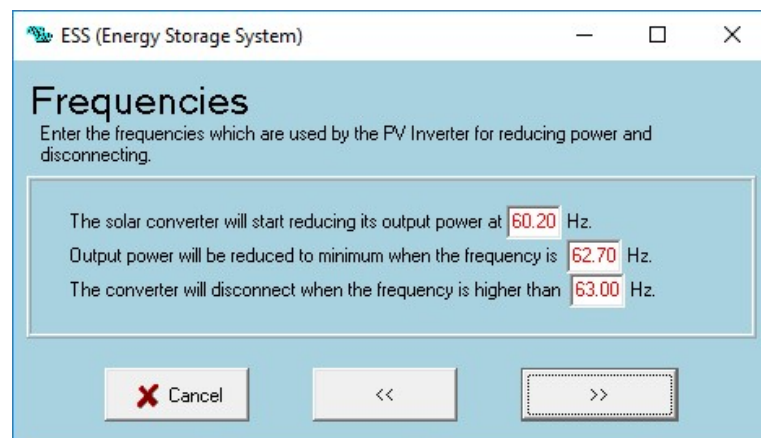 ESS (Energy Storage System)
Frequencies
Enter the frequencies which are used by the PV Inverter for reducing power and
disconnecting.
The solar converter will start reducing its output power at 60.20 Hz.
Output power will be reduced to minimum when the frequency is 62.70 Hz.
The converter will disconnect when the frequency is higher than 63.00 Hz.
Cancel << >>